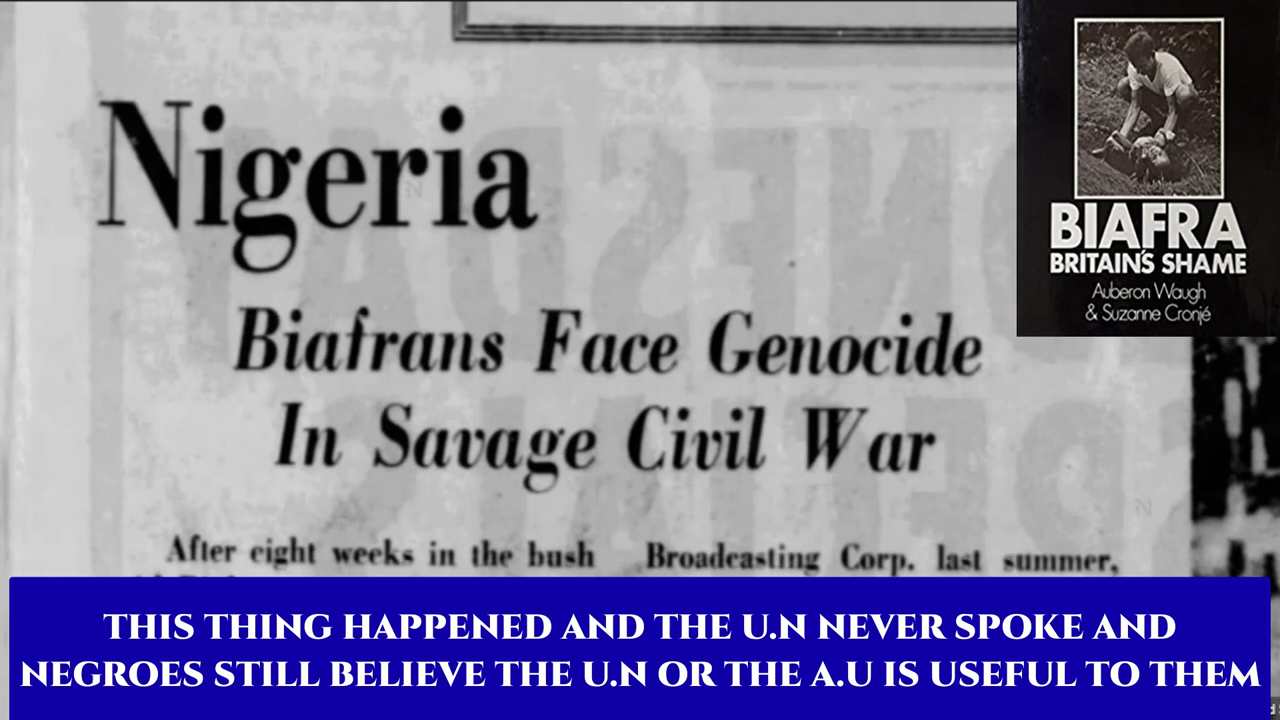 Nigeria
Biafrans Face Genocide
In Savage Civil War
After eight weeks in the bush
Broadcasting Corp. last summer,
BIAFRA
BRITAIN'S SHAME
Auberon Waugh
& Suzanne Cronjé
THIS THING HAPPENED AND THE U.N NEVER SPOKE AND
NEGROES STILL BELIEVE THE U.N OR THE A.U IS USEFUL TO THEM